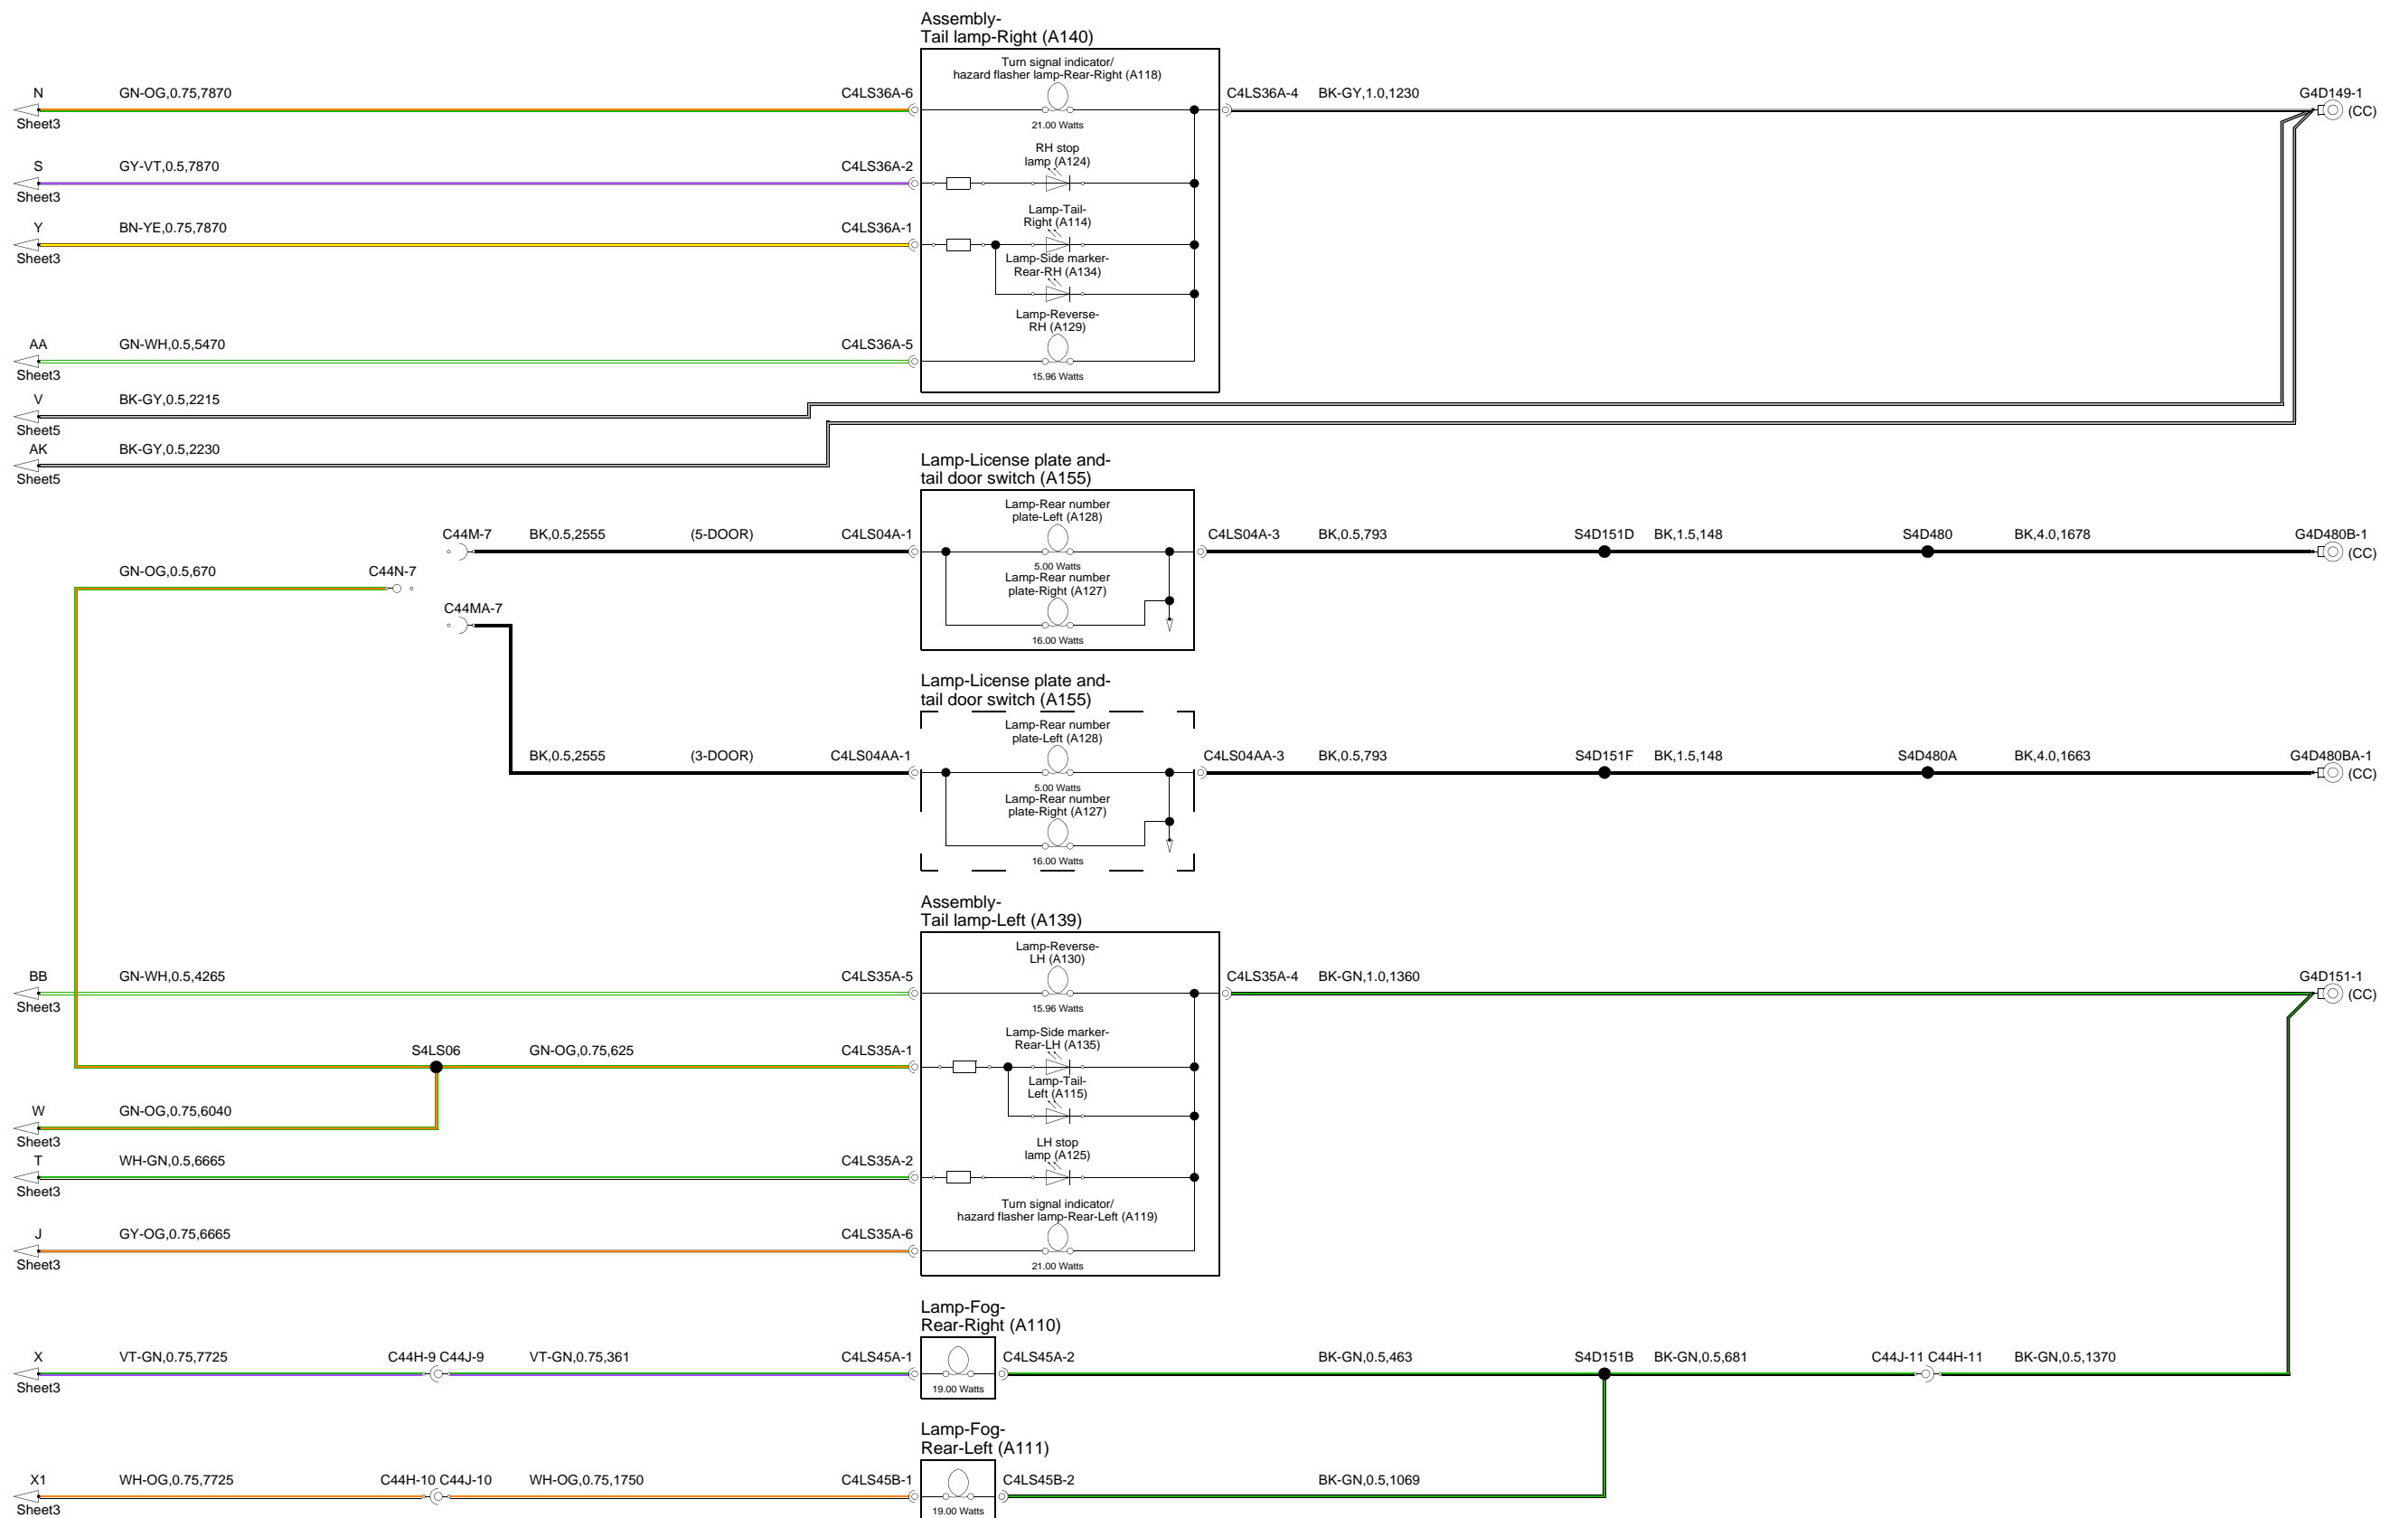 Assembly-
Tail lamp-Right (A140)
Turn signal indicator/
hazard flasher lamp-Rear-Right (A118)
N GN-OG,0.75,7870 C4LS36A-6 C4LS36A-4 BK-GY,1.0,1230 G4D149-1
(CC)
Sheet3
21.00 Watts
RH stop
lamp (A124)
S GY-VT,0.5,7870 C4LS36A-2
Sheet3
Lamp-Tail-
Right (A114)
Y BN-YE,0.75,7870 C4LS36A-1
Sheet3
Lamp-Side marker-
Rear-RH (A134)
Lamp-Reverse-
RH (A129)
AA GN-WH,0.5,5470 C4LS36A-5
Sheet3
15.96 Watts
V BK-GY,0.5,2215
Sheet5
AK BK-GY,0.5,2230
Sheet5
Lamp-License plate and-
tail door switch (A155)
Lamp-Rear number
plate-Left (A128)
C44M-7 BK,0.5,2555 (5-DOOR) C4LS04A-1 C4LS04A-3 BK,0.5,793 S4D151D BK,1.5,148 S4D480 BK,4.0,1678 G4D480B-1
(CC)
5.00 Watts
GN-OG,0.5,670 C44N-7
Lamp-Rear number
plate-Right (A127)
C44MA-7
16.00 Watts
Lamp-License plate and-
tail door switch (A155)
Lamp-Rear number
plate-Left (A128)
BK,0.5,2555 (3-DOOR) C4LS04AA-1 C4LS04AA-3 BK,0.5,793 S4D151F BK,1.5,148 S4D480A BK,4.0,1663 G4D480BA-1
(CC)
5.00 Watts
Lamp-Rear number
plate-Right (A127)
16.00 Watts
Assembly-
Tail lamp-Left (A139)
Lamp-Reverse-
LH (A130)
BB GN-WH,0.5,4265 C4LS35A-5 C4LS35A-4 BK-GN,1.0,1360 G4D151-1
(CC)
Sheet3
15.96 Watts
Lamp-Side marker-
Rear-LH (A135)
S4LS06 GN-OG,0.75,625 C4LS35A-1
Lamp-Tail-
Left (A115)
W GN-OG,0.75,6040
Sheet3
LH stop
lamp (A125)
T WH-GN,0.5,6665 C4LS35A-2
Sheet3
Turn signal indicator/
hazard flasher lamp-Rear-Left (A119)
J GY-OG,0.75,6665 C4LS35A-6
Sheet3
21.00 Watts
Lamp-Fog-
Rear-Right (A110)
X VT-GN,0.75,7725 C44H-9 C44J-9 VT-GN,0.75,361 C4LS45A-1 C4LS45A-2 BK-GN,0.5,463 S4D151B BK-GN,0.5,681 C44J-11 C44H-11 BK-GN,0.5,1370
Sheet3
19.00 Watts
Lamp-Fog-
Rear-Left (A111)
X1 WH-OG,0.75,7725 C44H-10 C44J-10 WH-OG,0.75,1750 C4LS45B-1 C4LS45B-2 BK-GN,0.5,1069
Sheet3
19.00 Watts